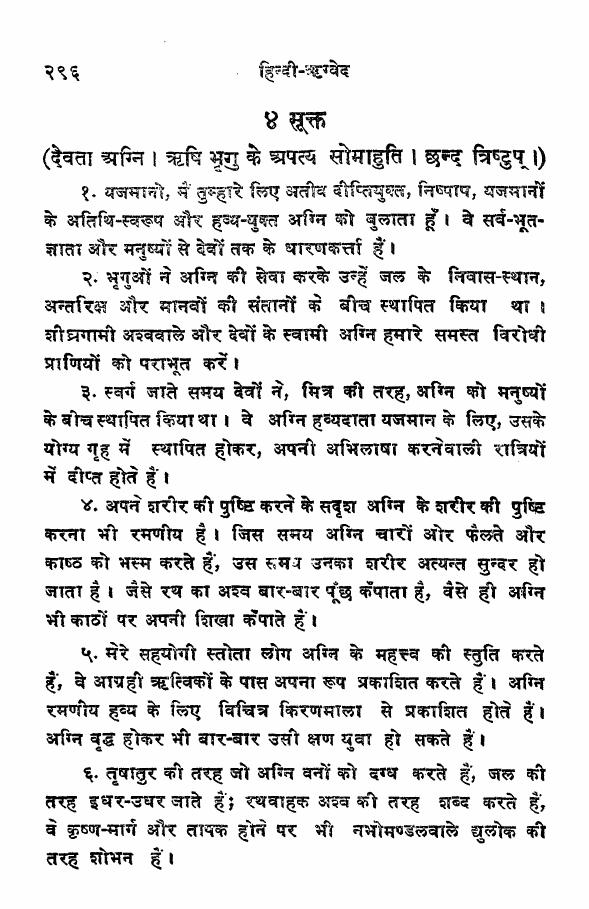 २९६
हिन्दी-ऋग्वेद
४ सूक्त
(देवता अग्नि । ऋषि भृगु के अपत्य सोमाहुति । छन्द त्रिष्टुप् ।)
१. यजमानो, मैं तुम्हारे लिए अतीव दीप्तियुक्त, निष्पाप, यजमानों
के अतिथि-स्वरूप और हव्य-युक्त अग्नि को बुलाता हूँ । वे सर्व-भूत-
ज्ञाता और मनुष्यों से देवों तक के धारणकर्त्ता हैं ।
२. भृगुओं ने अग्नि की सेवा करके उन्हें जल के निवास-स्थान,
अन्तरिक्ष और मानवों की संतानों के बीच स्थापित किया था ।
शीघ्रगामी अश्ववाले और देवों के स्वामी अग्नि हमारे समस्त विरोधी
प्राणियों को पराभूत करें ।
३. स्वर्ग जाते समय देवों ने, मित्र की तरह, अग्नि को मनुष्यों
के बीच स्थापित किया था । वे अग्नि हव्यदाता यजमान के लिए, उसके
योग्य गृह में स्थापित होकर, अपनी अभिलाषा करनेवाली रात्रियों
में दीप्त होते हैं ।
४. अपने शरीर की पुष्टि करने के सदृश अग्नि के शरीर की पुष्टि
करना भी रमणीय है । जिस समय अग्नि चारों ओर फैलते और
काष्ठ को भस्म करते हैं, उस समय उनका शरीर अत्यन्त सुन्दर हो
जाता है । जैसे रथ का अश्व बार-बार पूँछ कँपाता है, वैसे ही अग्नि
भी काठों पर अपनी शिखा कँपाते हैं ।
५. मेरे सहयोगी स्तोता लोग अग्नि के महत्त्व की स्तुति करते
हैं, वे आग्रही ऋत्विकों के पास अपना रूप प्रकाशित करते हैं । अग्नि
रमणीय हव्य के लिए विचित्र किरणमाला से प्रकाशित होते हैं ।
अग्नि वृद्ध होकर भी बार-बार उसी क्षण युवा हो सकते हैं ।
६. तृषातुर की तरह जो अग्नि वनों को दग्ध करते हैं, जल की
तरह इधर-उधर जाते हैं; रथवाहक अश्व की तरह शब्द करते हैं,
वे कृष्ण-मार्ग और तापक होने पर भी नभोमण्डलवाले द्युलोक की
तरह शोभन हैं ।